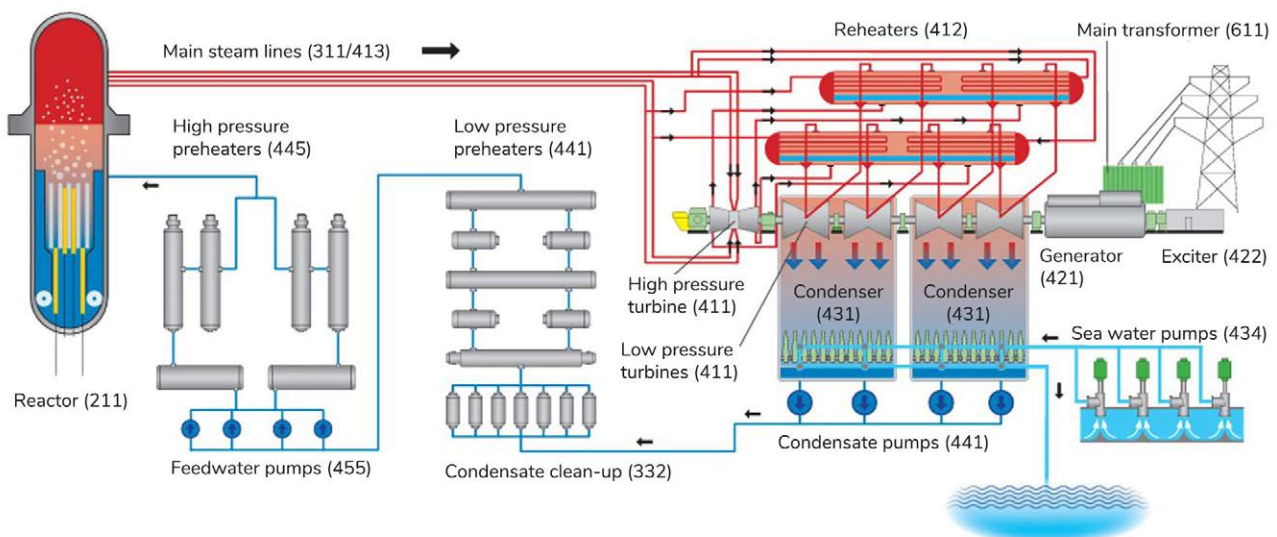 Main steam lines (311/413)
Reheaters (412)
Main transformer (611)
High pressure
preheaters (445)
Low pressure
preheaters (441)
High pressure
turbine (411)
Low pressure
turbines (411)
Condenser
(431)
Condenser
(431)
Generator
(421)
Exciter (422)
Sea water pumps (434)
Reactor (211)
Feedwater pumps (455)
Condensate clean-up (332)
Condensate pumps (441)